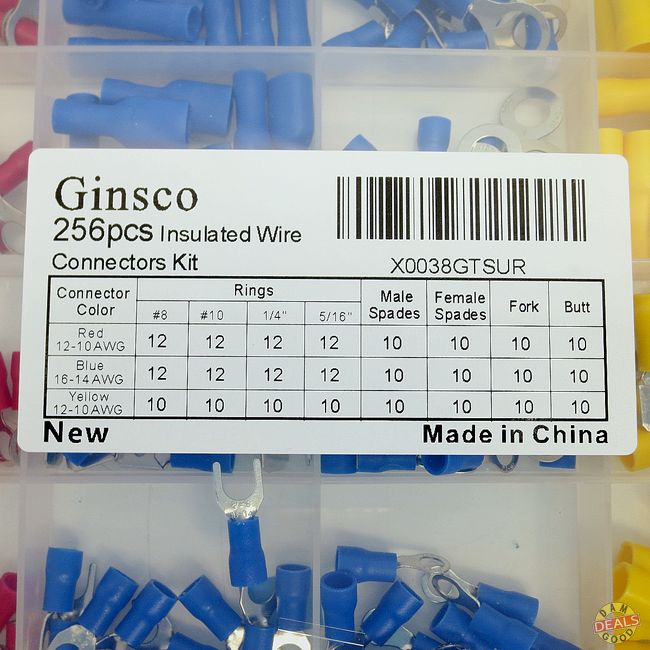 Ginsco
256pcs Insulated Wire
Connectors Kit
X0038GTSUR
Connector Color Rings Male Spades Female Spades Fork Butt
#8 #10 1/4" 5/16"
Red 12-10AWG 12 12 12 12 10 10 10 10
Blue 16-14AWG 12 12 12 12 10 10 10 10
Yellow 12-10AWG 10 10 10 10 10 10 10 10
New Made in China
DAM
DEALS
GOOD